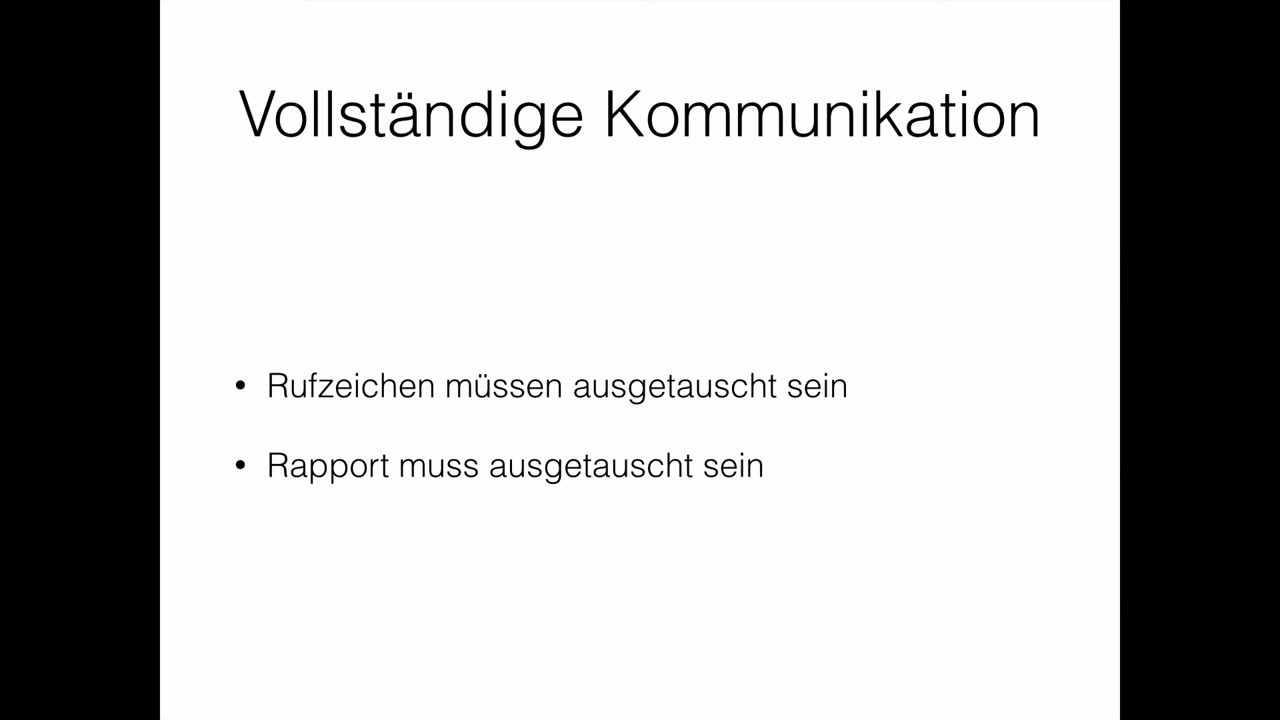 Vollständige Kommunikation
• Rufzeichen müssen ausgetauscht sein
• Rapport muss ausgetauscht sein